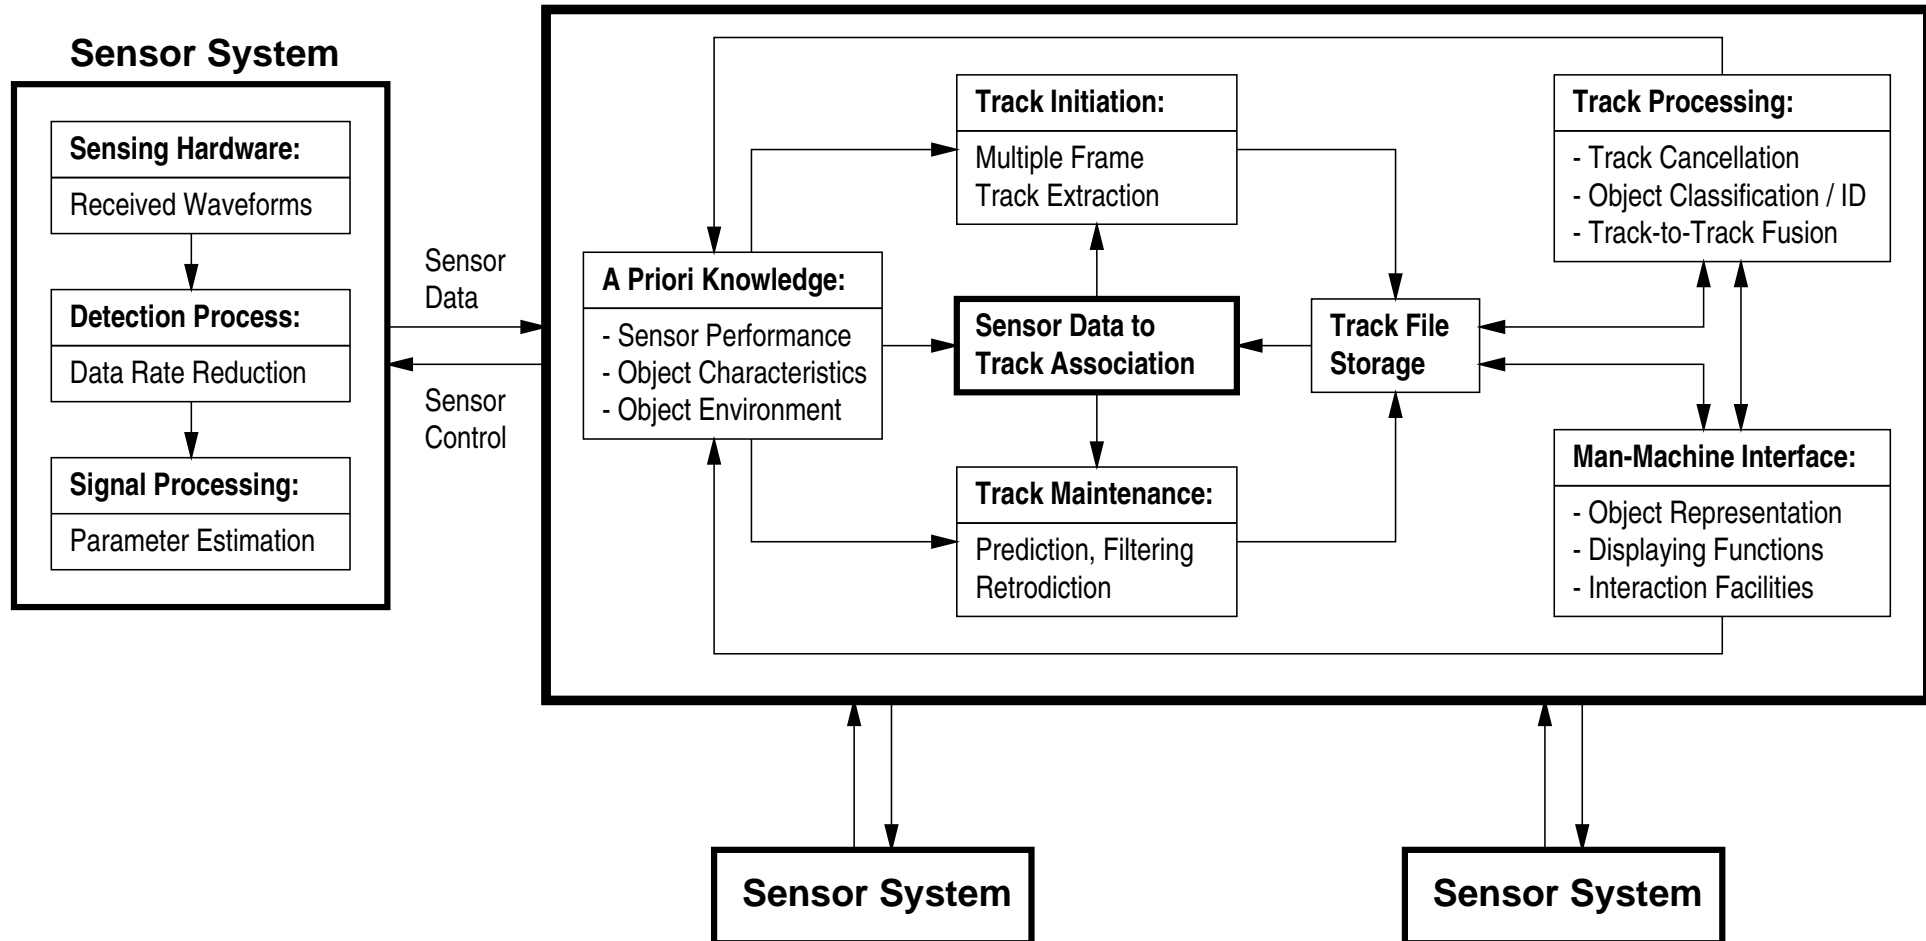 Sensor System
Sensing Hardware:
Received Waveforms
Detection Process:
Data Rate Reduction
Signal Processing:
Parameter Estimation
Sensor
Data
Sensor
Control
A Priori Knowledge:
- Sensor Performance
- Object Characteristics
- Object Environment
Track Initiation:
Multiple Frame
Track Extraction
Sensor Data to
Track Association
Track Maintenance:
Prediction, Filtering
Retrodiction
Track File
Storage
Track Processing:
- Track Cancellation
- Object Classification / ID
- Track-to-Track Fusion
Man-Machine Interface:
- Object Representation
- Displaying Functions
- Interaction Facilities
Sensor System
Sensor System